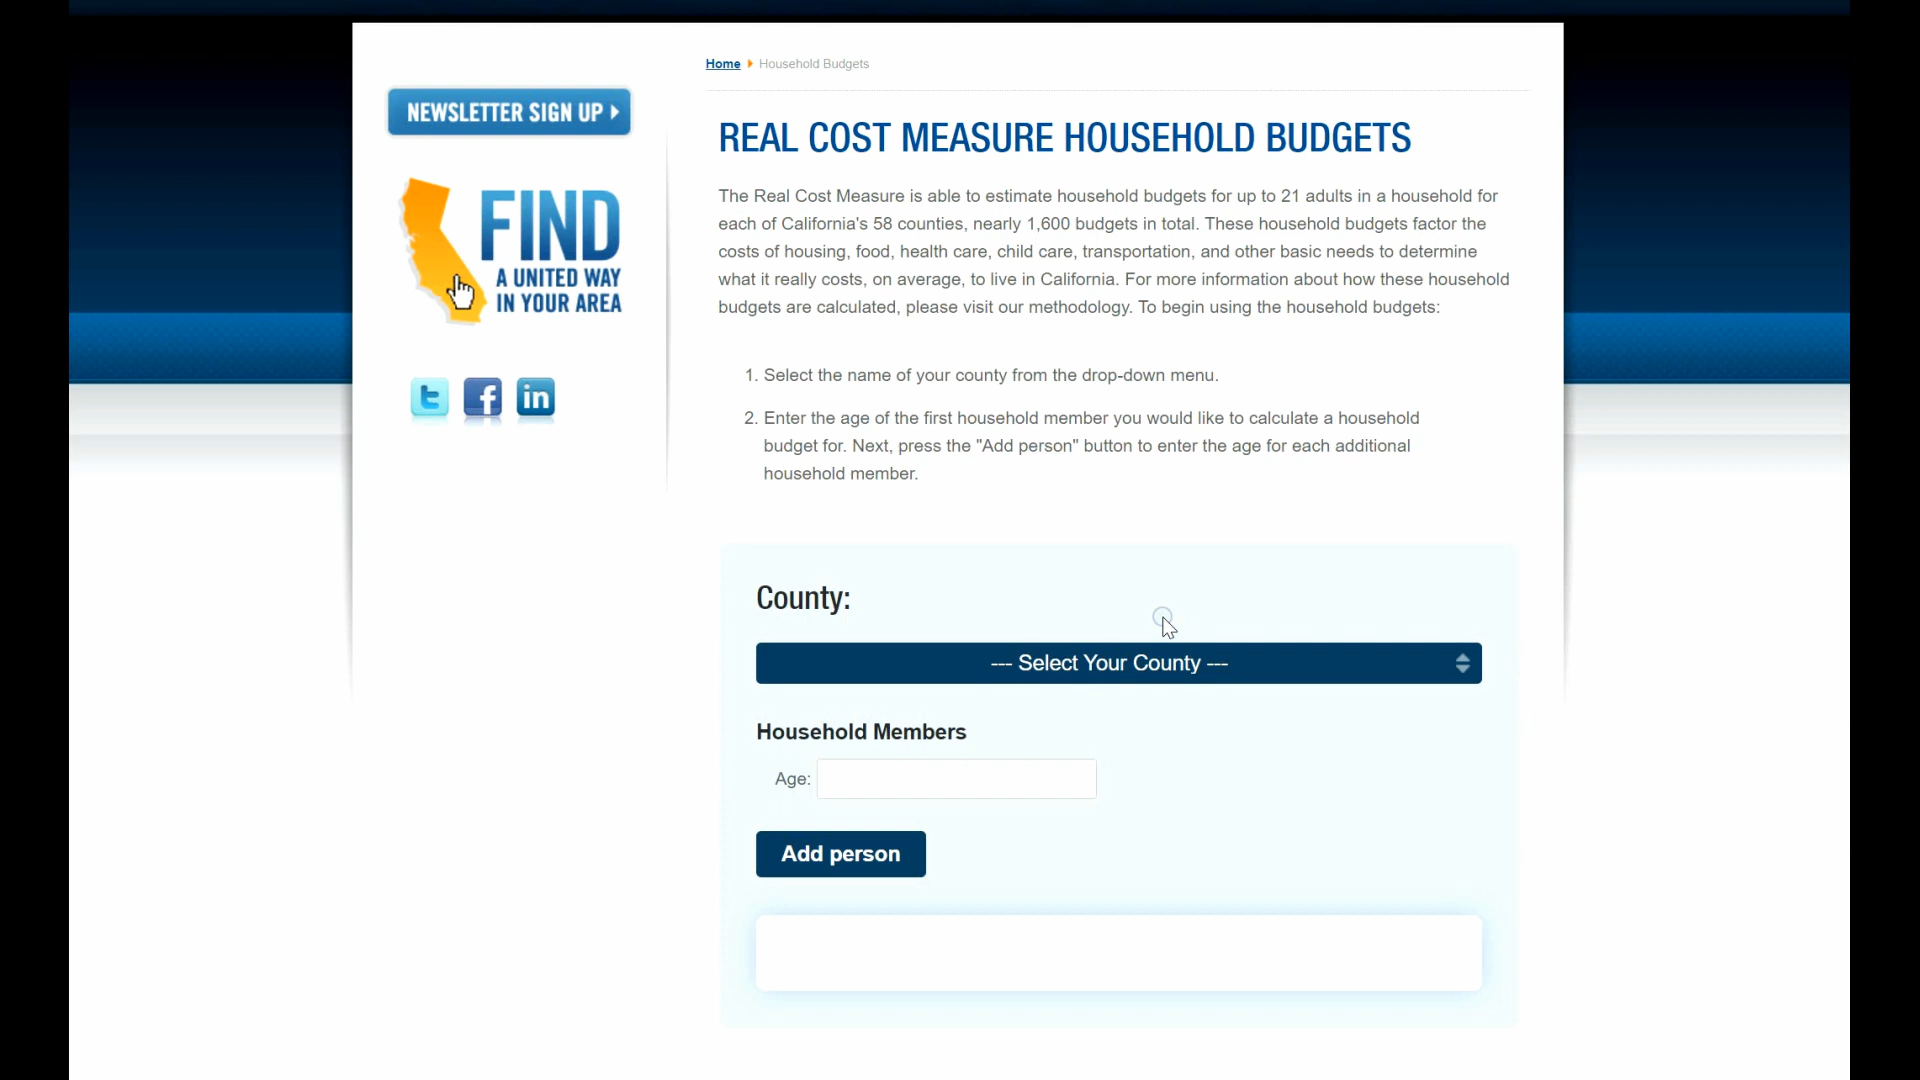 Home Household Budgets
NEWSLETTER SIGN UP
FIND
A UNITED WAY
IN YOUR AREA
REAL COST MEASURE HOUSEHOLD BUDGETS
The Real Cost Measure is able to estimate household budgets for up to 21 adults in a household for
each of California's 58 counties, nearly 1,600 budgets in total. These household budgets factor the
costs of housing, food, health care, child care, transportation, and other basic needs to determine
what it really costs, on average, to live in California. For more information about how these household
budgets are calculated, please visit our methodology. To begin using the household budgets:
1. Select the name of your county from the drop-down menu.
2. Enter the age of the first household member you would like to calculate a household
budget for. Next, press the "Add person" button to enter the age for each additional
household member.
County:
--- Select Your County ---
Household Members
Age:
Add person